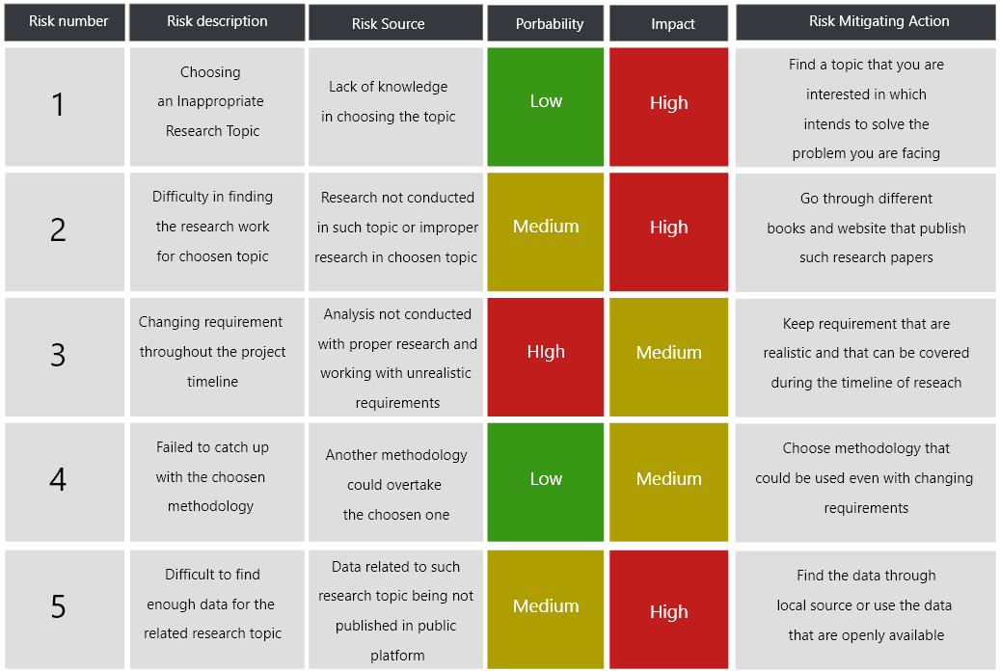 Risk number
Risk description
Risk Source
Porbability
Impact
Risk Mitigating Action
1
Choosing
an Inappropriate
Research Topic
Lack of knowledge
in choosing the topic
Low
High
Find a topic that you are
interested in which
intends to solve the
problem you are facing
2
Difficulty in finding
the research work
for choosen topic
Research not conducted
in such topic or improper
research in choosen topic
Medium
High
Go through different
books and website that publish
such research papers
3
Changing requirement
throughout the project
timeline
Analysis not conducted
with proper research and
working with unrealistic
requirements
HIgh
Medium
Keep requirement that are
realistic and that can be covered
during the timeline of reseach
4
Failed to catch up
with the choosen
methodology
Another methodology
could overtake
the choosen one
Low
Medium
Choose methodology that
could be used even with changing
requirements
5
Difficult to find
enough data for the
related research topic
Data related to such
research topic being not
published in public
platform
Medium
High
Find the data through
local source or use the data
that are openly available